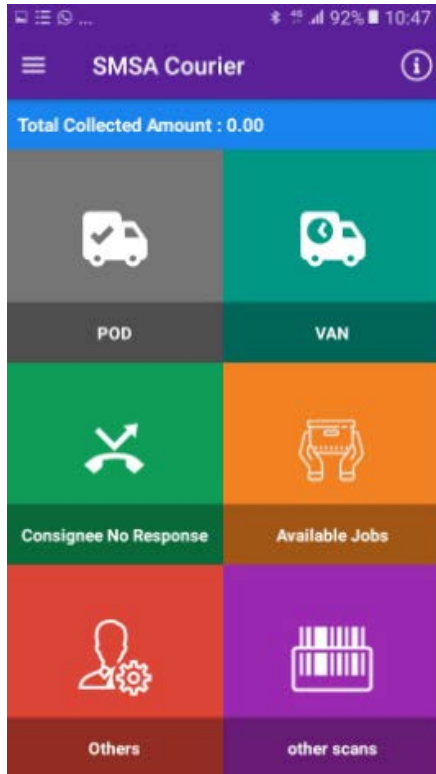 ... 92% 10:47
SMSA Courier
Total Collected Amount : 0.00
POD
VAN
Consignee No Response
Available Jobs
Others
other scans